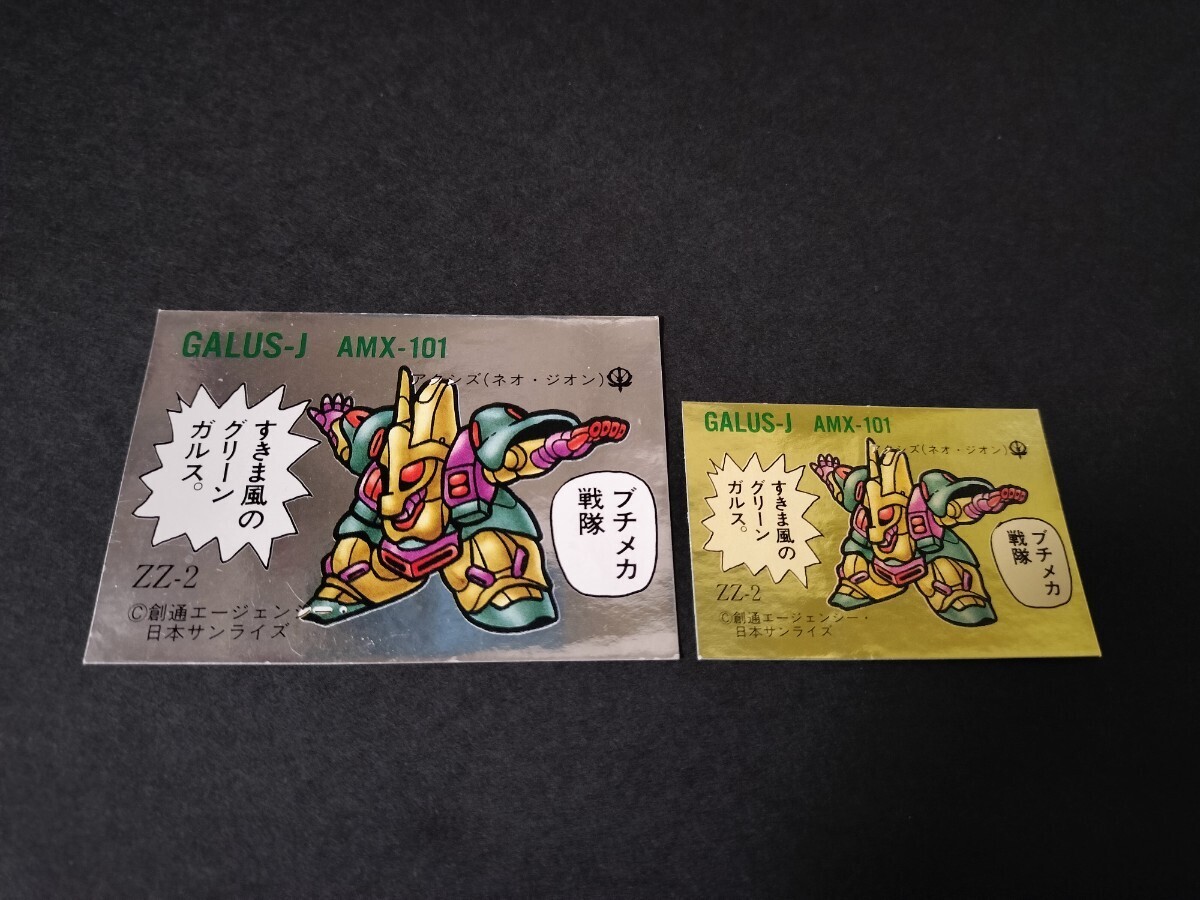 GALUS-J AMX-101
アクシズ(ネオ・ジオン)
すきま風の
グリーン
ガルス。
ブチメカ
戦隊
ZZ-2
©創通エージェンシー・
日本サンライズ
GALUS-J AMX-101
アクシズ(ネオ・ジオン)
すきま風の
グリーン
ガルス。
ブチメカ
戦隊
ZZ-2
©創通エージェンシー・
日本サンライズ